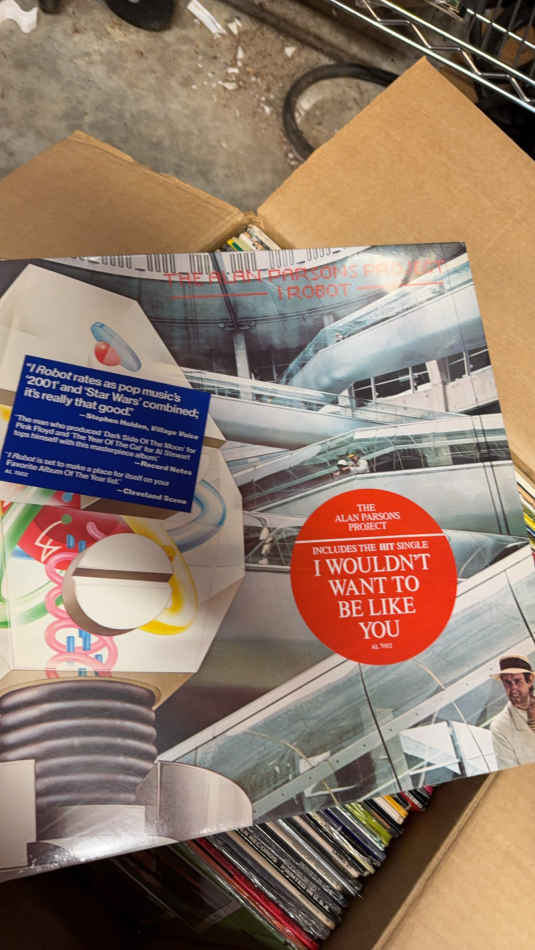 THE ALAN PARSONS PROJECT
I ROBOT
"I Robot rates as pop music's
'2001' and 'Star Wars' combined;
it's really that good."
—Stephen Holden, Village Voice
"The man who produced 'Dark Side Of The Moon' for
Pink Floyd and 'The Year Of The Cat' for Al Stewart
tops himself with this masterpiece album."
—Record Notes
"I Robot is set to make a place for itself on your
Favorite Album Of The Year list."
—Cleveland Scene
AL 7002
THE
ALAN PARSONS
PROJECT
INCLUDES THE HIT SINGLE
I WOULDN'T
WANT TO
BE LIKE
YOU
AL 7002